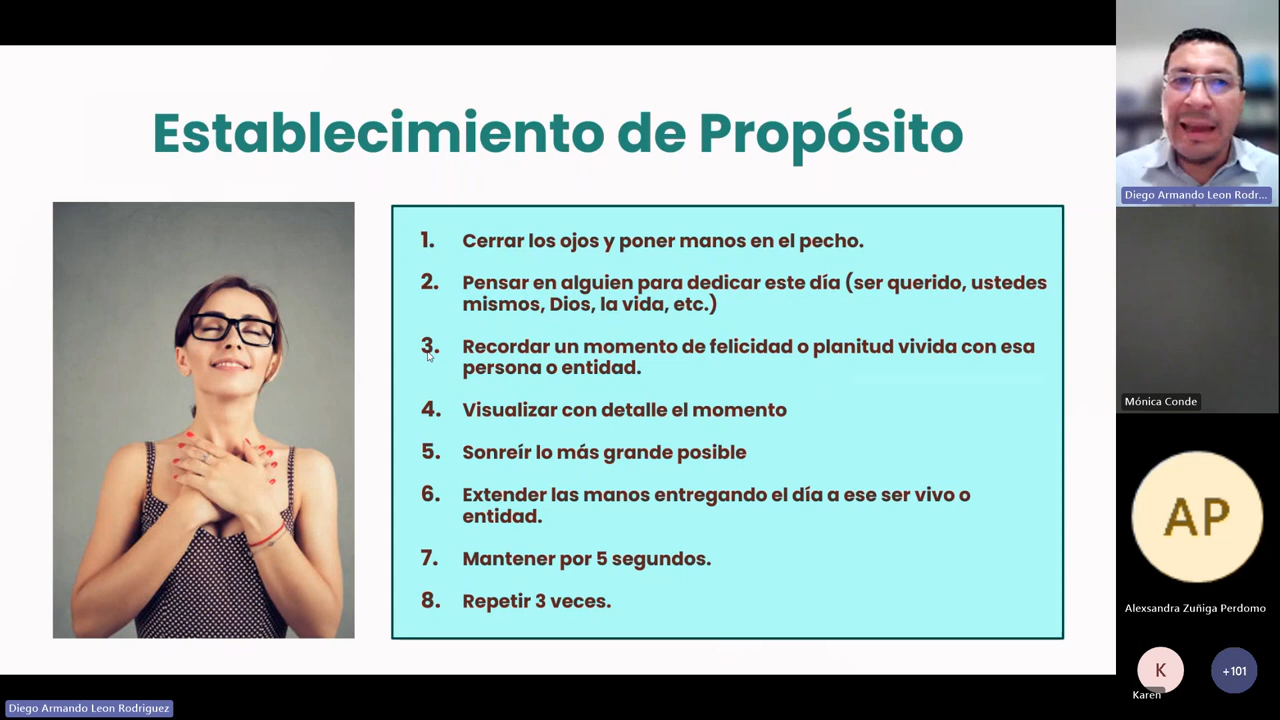 Establecimiento de Propósito
1. Cerrar los ojos y poner manos en el pecho.
2. Pensar en alguien para dedicar este día (ser querido, ustedes
mismos, Dios, la vida, etc.)
3. Recordar un momento de felicidad o planitud vivida con esa
persona o entidad.
4. Visualizar con detalle el momento
5. Sonreír lo más grande posible
6. Extender las manos entregando el día a ese ser vivo o
entidad.
7. Mantener por 5 segundos.
8. Repetir 3 veces.
Diego Armando Leon Rodr...
Mónica Conde
AP
Alexsandra Zuñiga Perdomo
K
Karen
+101
Diego Armando Leon Rodriguez